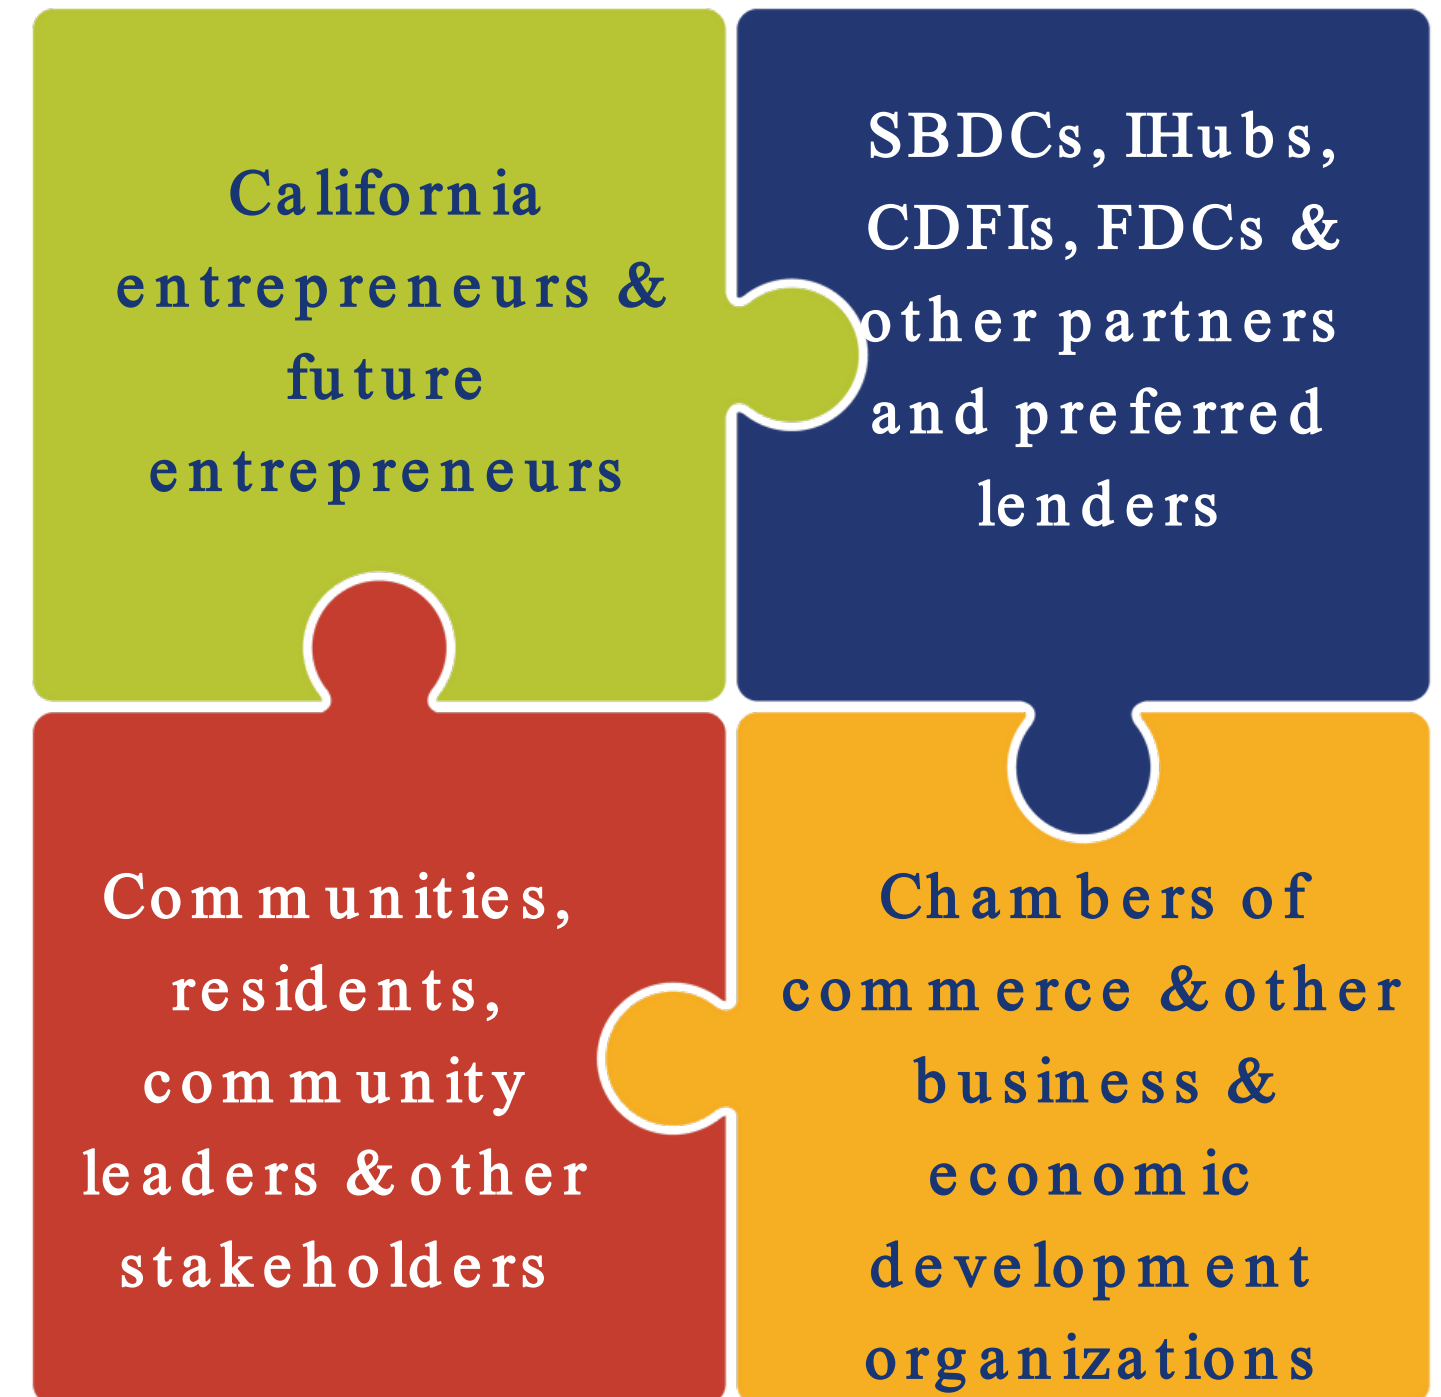 California
entrepreneurs &
future
entrepreneurs
SBDCs, IHubs,
CDFIs, FDCs &
other partners
and preferred
lenders
Communities,
residents,
community
leaders & other
stakeholders
Chambers of
commerce & other
business &
economic
development
organizations